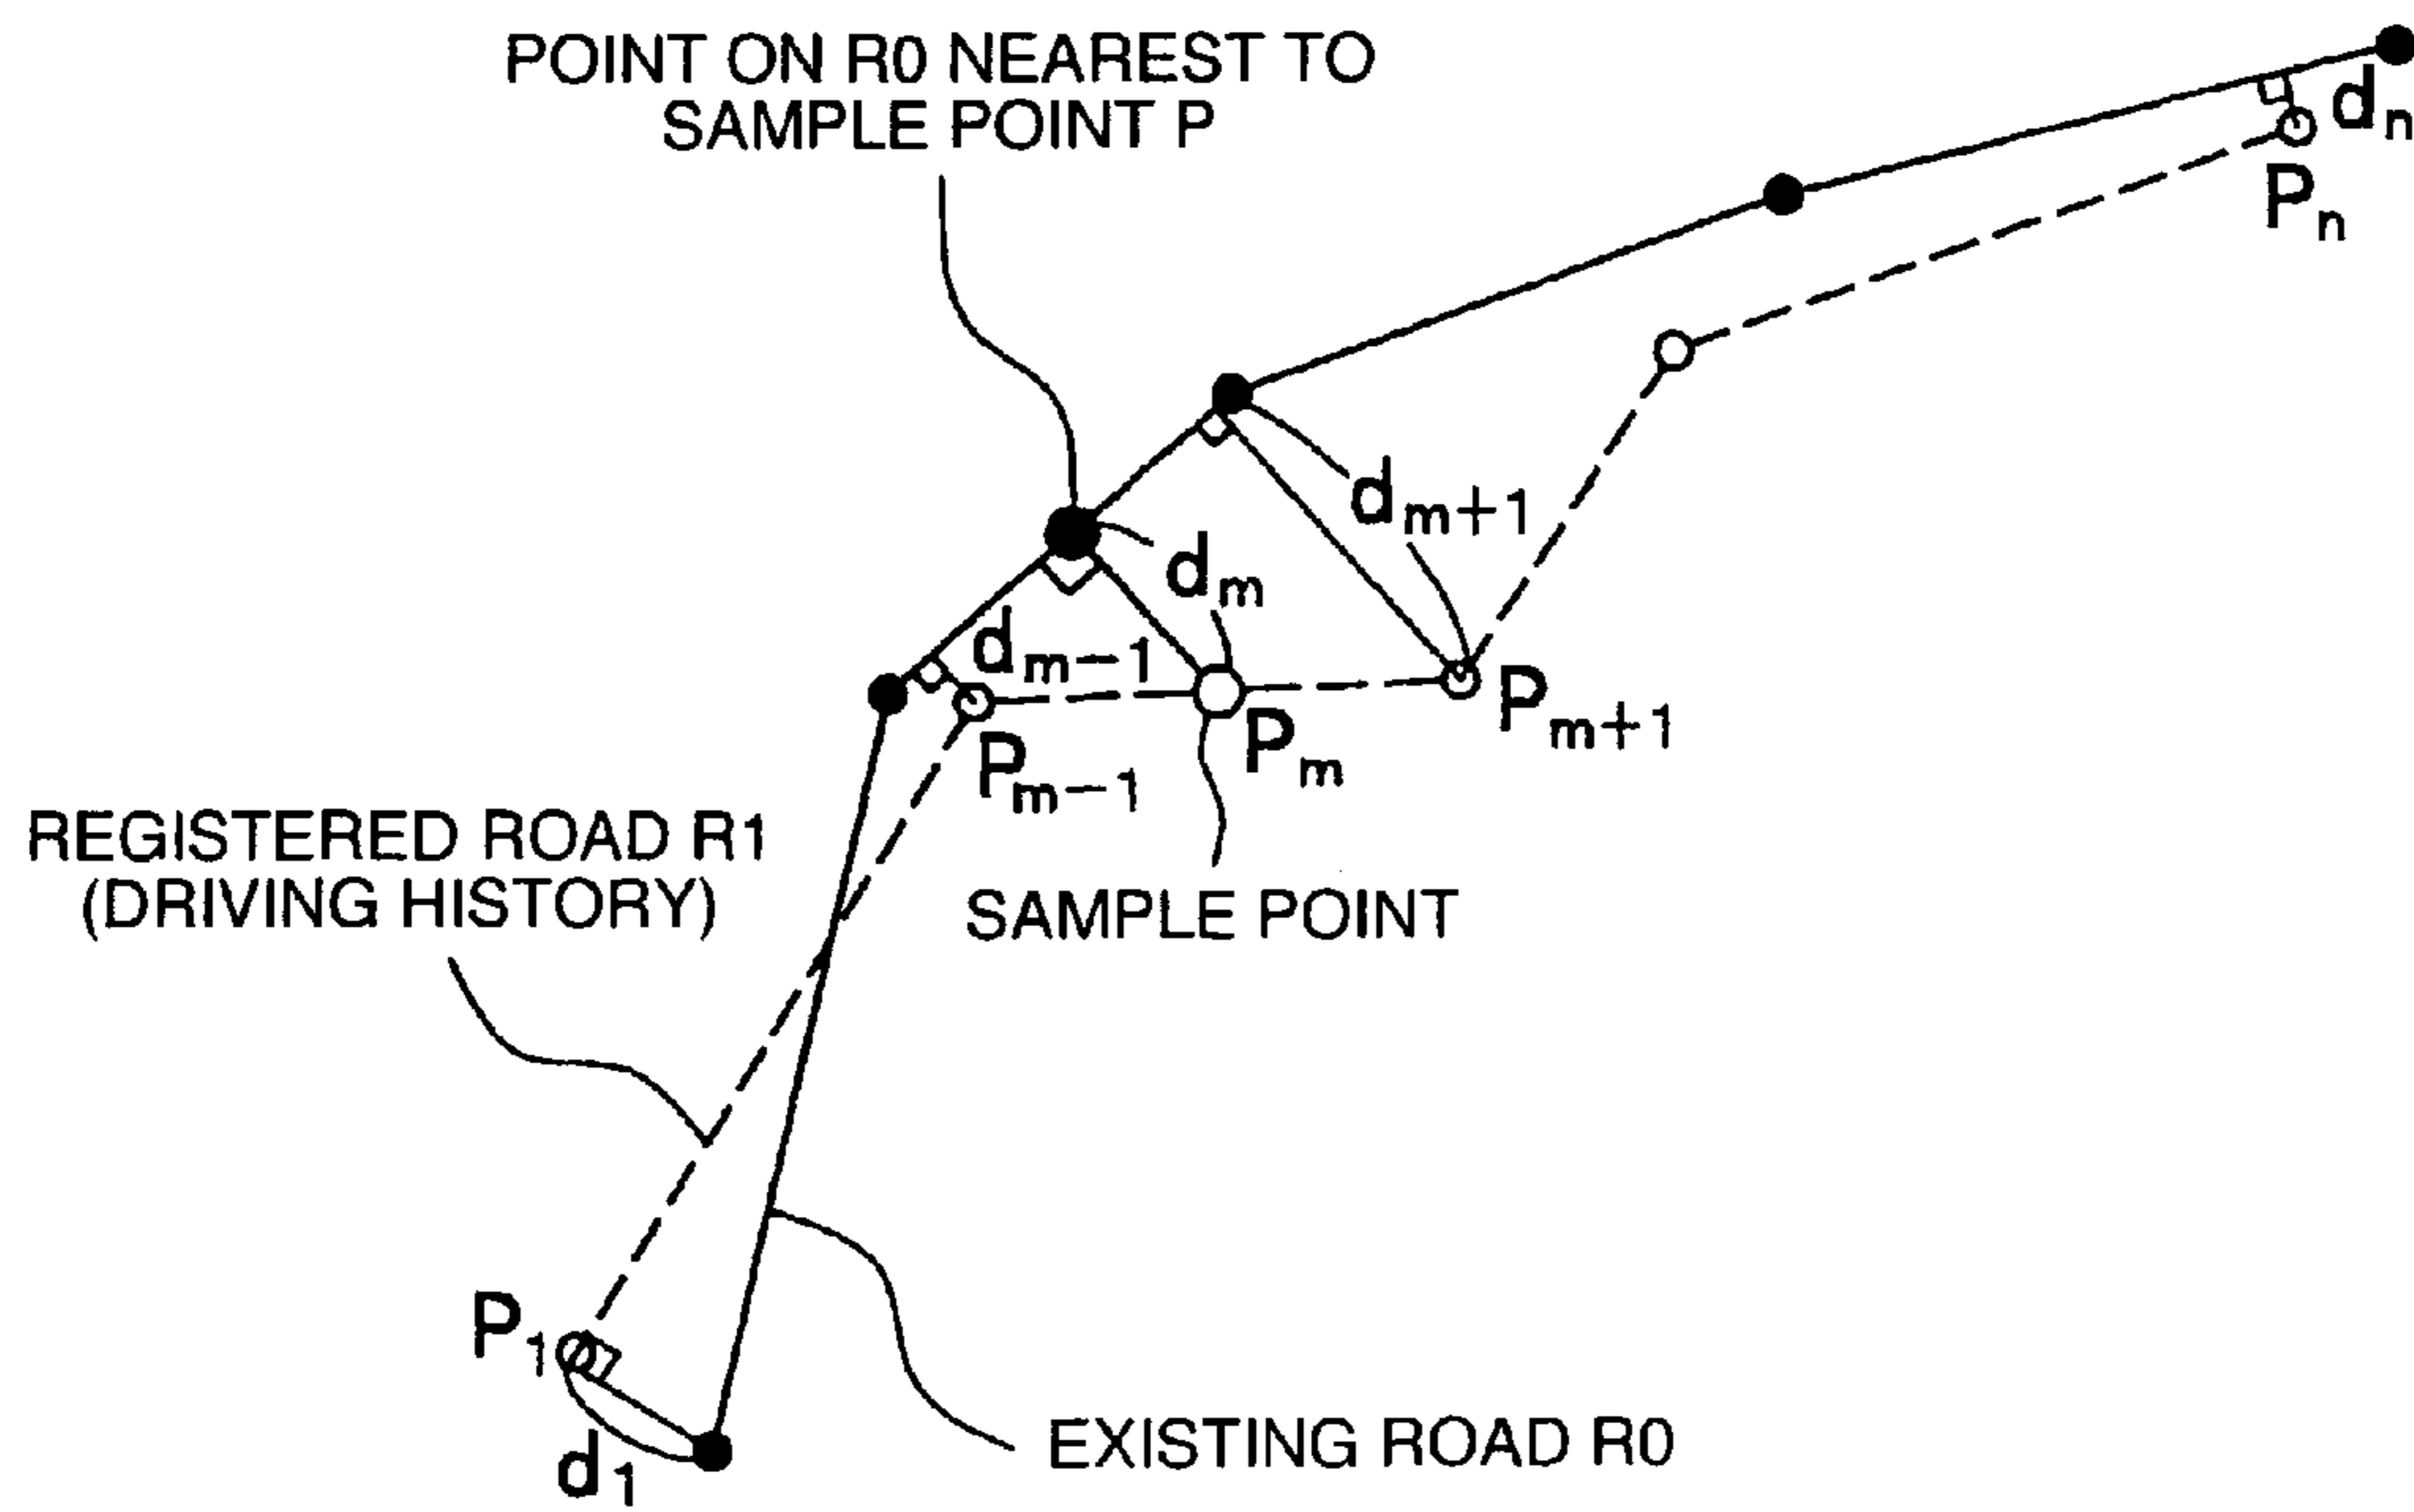 POINT ON R0 NEAREST TO
SAMPLE POINT P
dn
Pn
dm+1
dm
dm−1
Pm+1
Pm
Pm−1
REGISTERED ROAD R1
(DRIVING HISTORY)
SAMPLE POINT
P1
d1
EXISTING ROAD R0